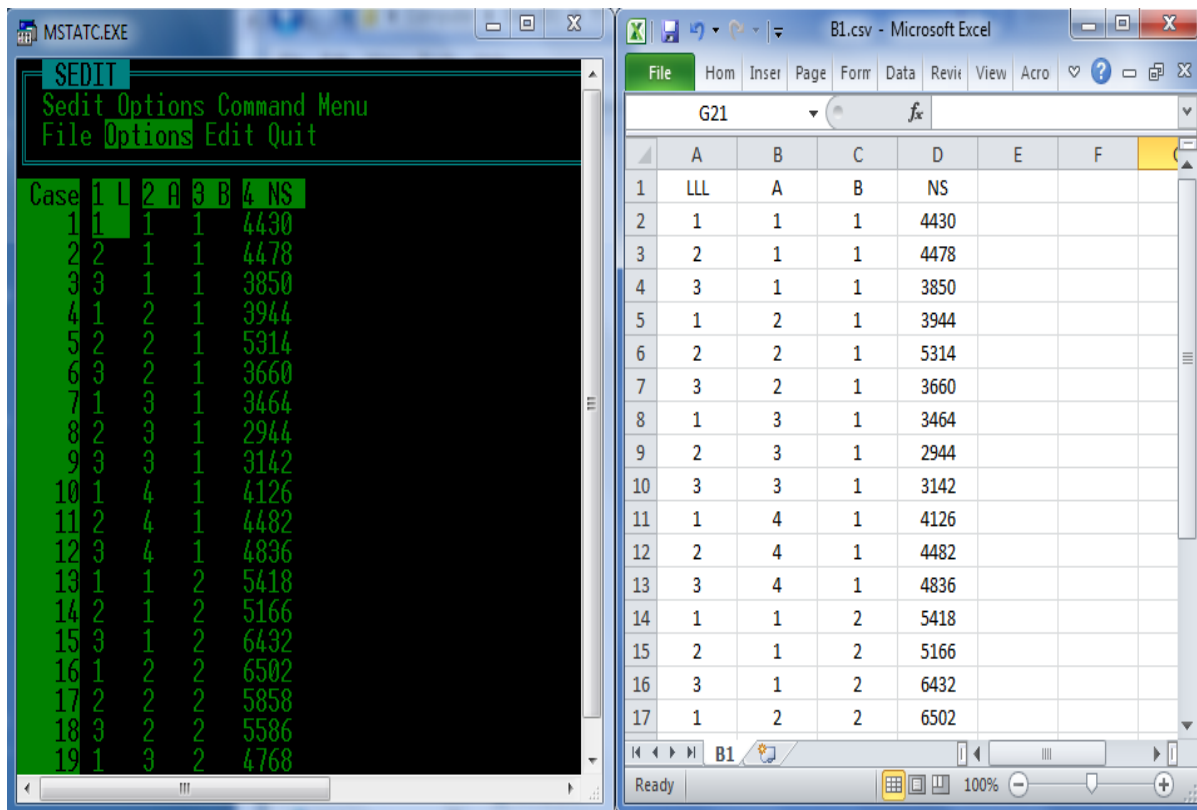 MSTATC.EXE
SEDIT
Sedit Options Command Menu
File Options Edit Quit
Case 1 L 2 A 3 B 4 NS
1 1 1 1 4430
2 2 1 1 4478
3 3 1 1 3850
4 1 2 1 3944
5 2 2 1 5314
6 3 2 1 3660
7 1 3 1 3464
8 2 3 1 2944
9 3 3 1 3142
10 1 4 1 4126
11 2 4 1 4482
12 3 4 1 4836
13 1 1 2 5418
14 2 1 2 5166
15 3 1 2 6432
16 1 2 2 6502
17 2 2 2 5858
18 3 2 2 5586
19 1 3 2 4768
B1.csv - Microsoft Excel
File Hom Inser Page Form Data Revie View Acro
G21 fx
A B C D E F
1 LLL A B NS
2 1 1 1 4430
3 2 1 1 4478
4 3 1 1 3850
5 1 2 1 3944
6 2 2 1 5314
7 3 2 1 3660
8 1 3 1 3464
9 2 3 1 2944
10 3 3 1 3142
11 1 4 1 4126
12 2 4 1 4482
13 3 4 1 4836
14 1 1 2 5418
15 2 1 2 5166
16 3 1 2 6432
17 1 2 2 6502
B1
Ready 100%